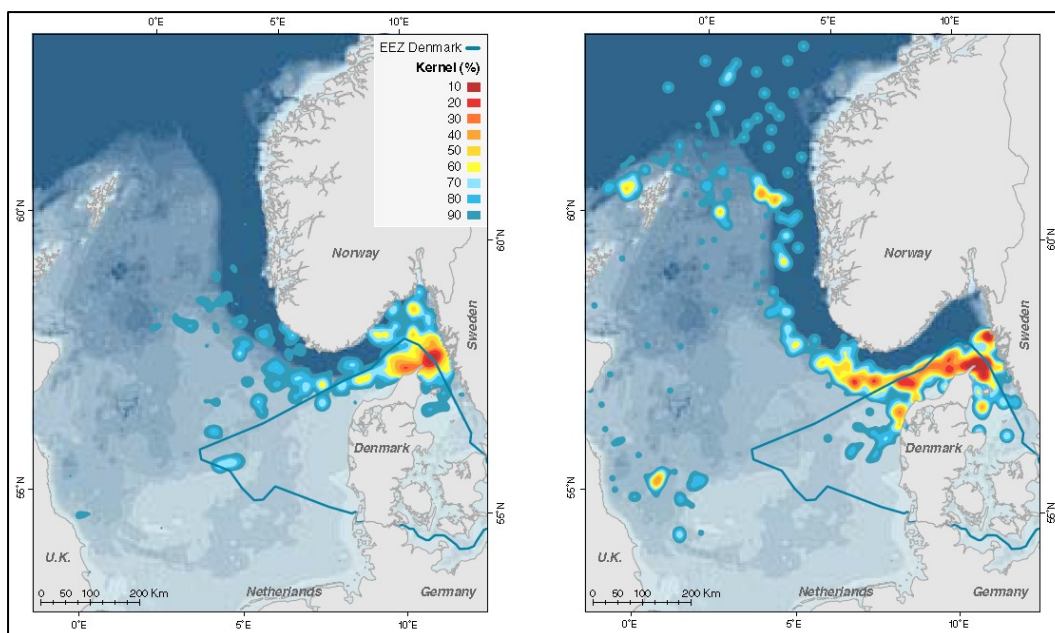 0°E 5°E 10°E
EEZ Denmark
Kernel (%)
10
20
30
40
50
60
70
80
90
60°N
60°N
Norway
Sweden
Denmark
55°N
55°N
U.K.
Netherlands
Germany
0 50 100 200 Km
0°E 5°E 10°E
0°E 5°E 10°E
60°N
60°N
Norway
Sweden
Denmark
55°N
55°N
U.K.
Netherlands
Germany
0 50 100 200 Km
0°E 5°E 10°E